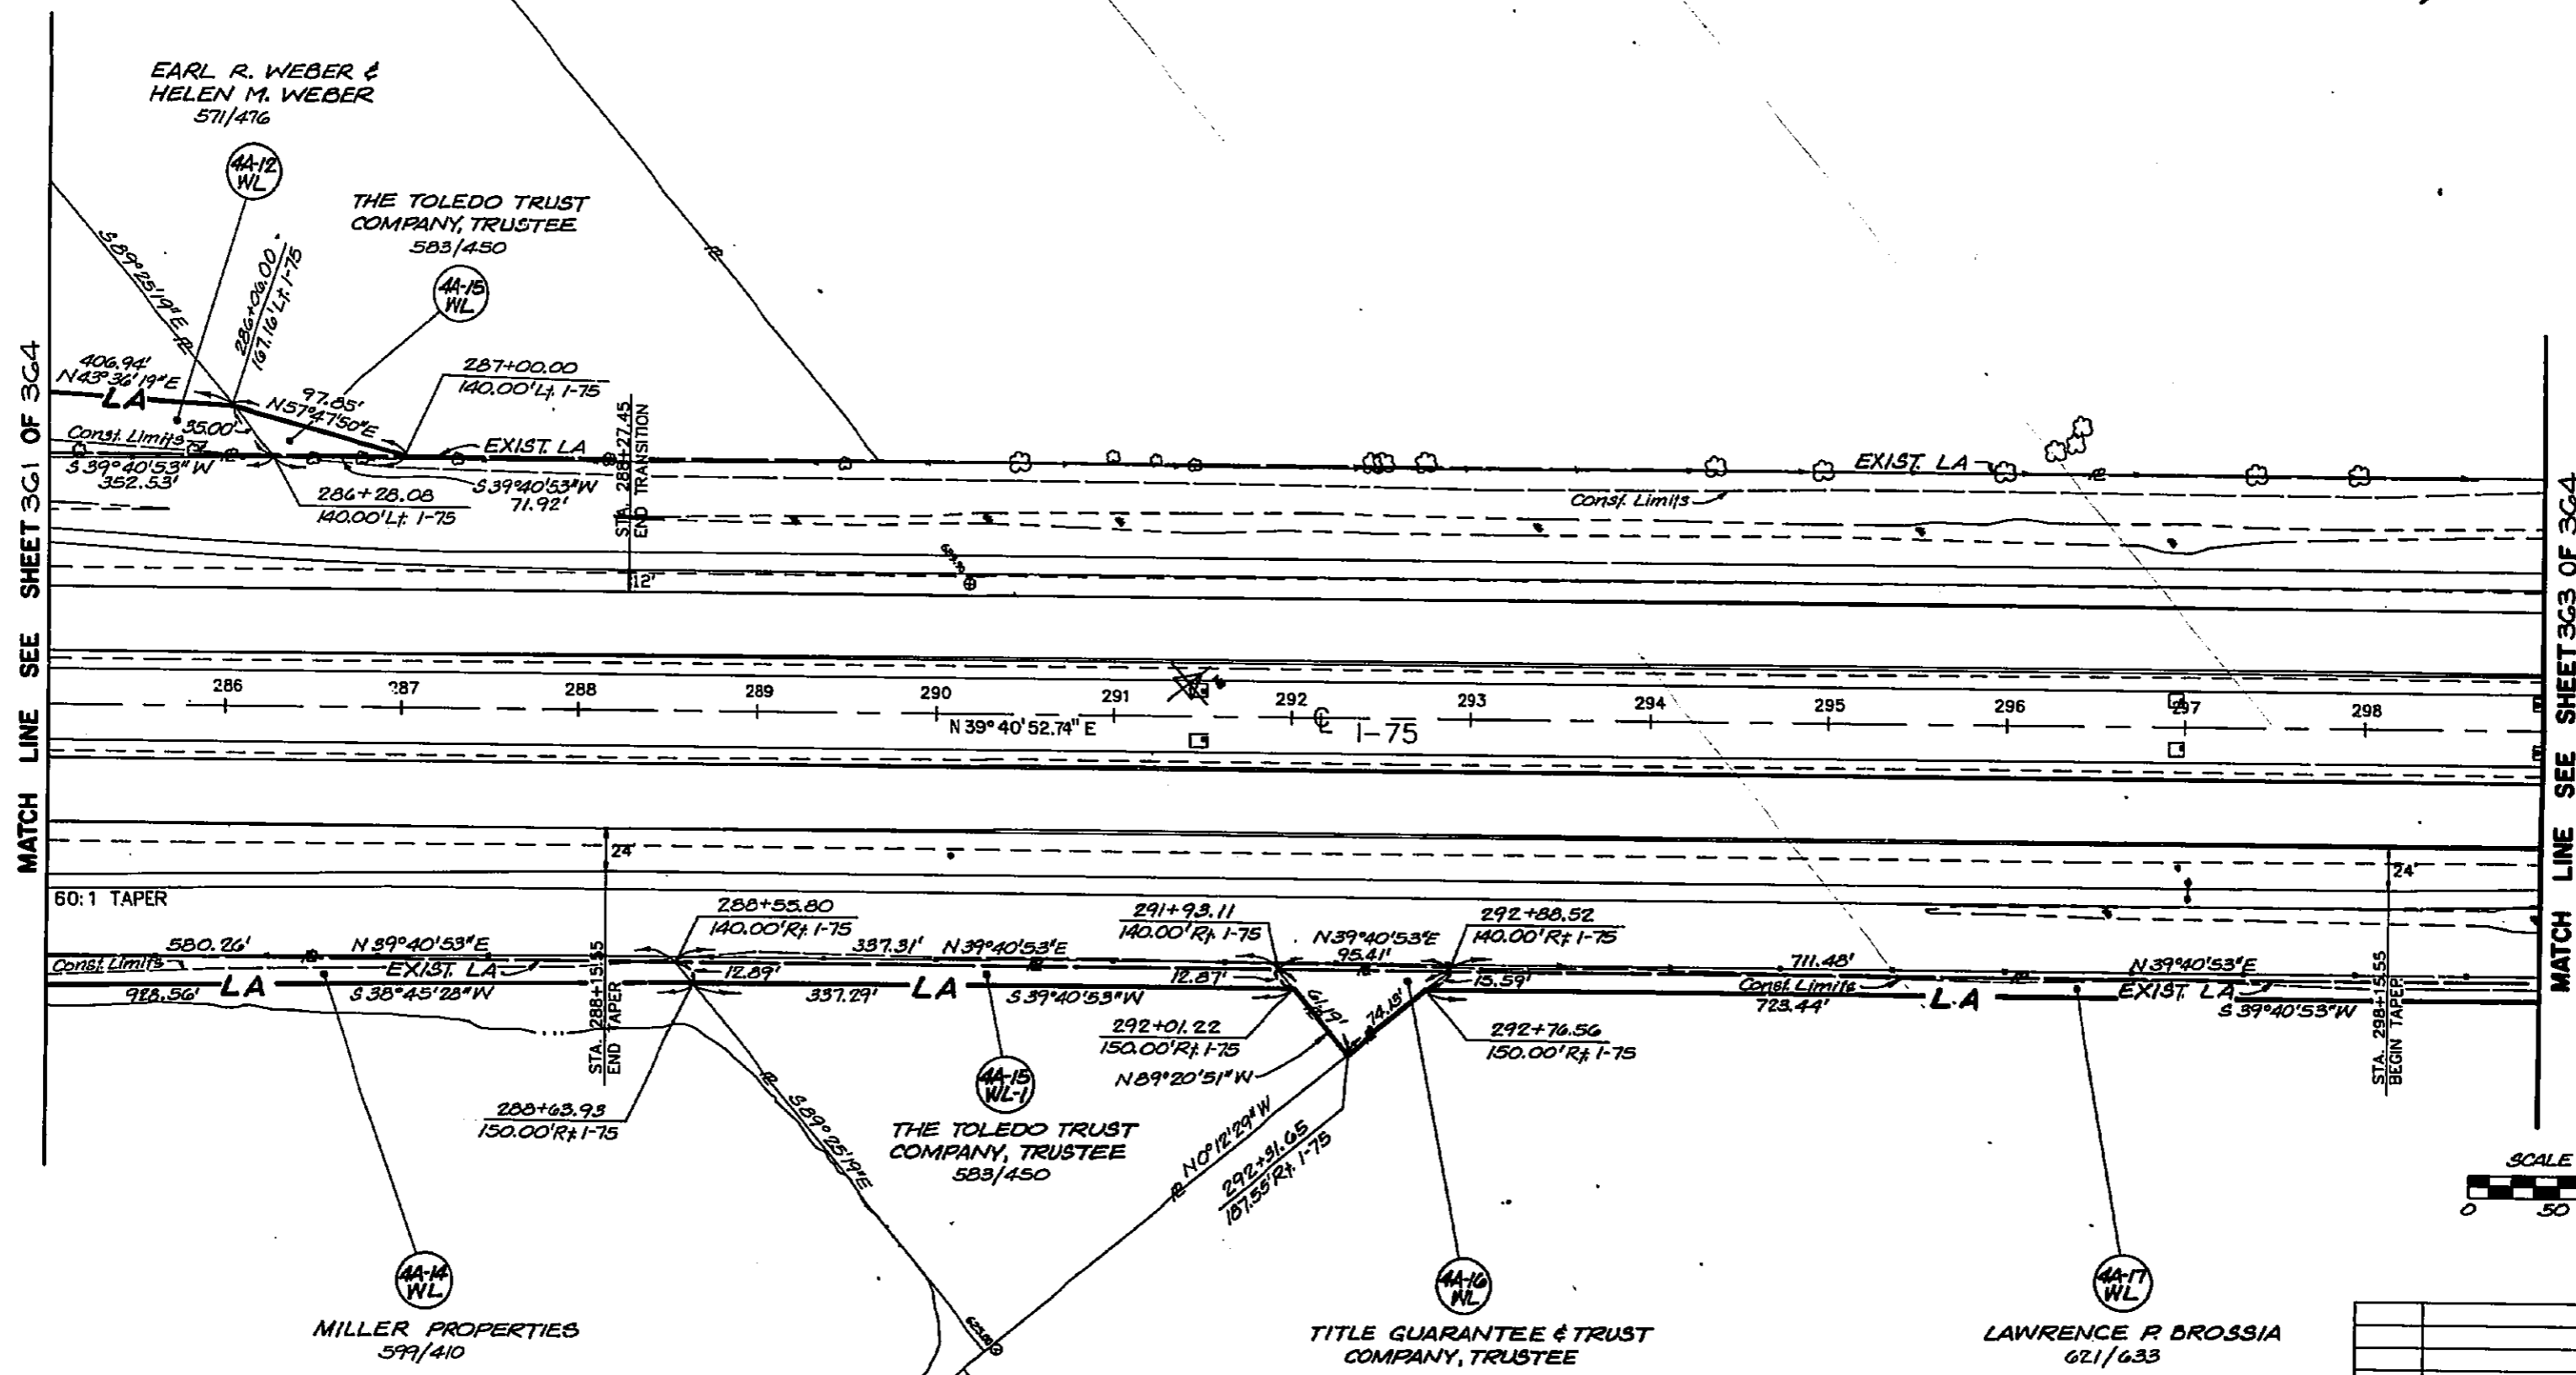 EARL R. WEBER &
HELEN M. WEBER
571/476
4A-12
WL
THE TOLEDO TRUST
COMPANY, TRUSTEE
583/450
4A-15
WL
S 89°25'19"E
286+06.00
167.16' Lt. I-75
406.94'
N43°36'19"E
LA
97.85'
N57°47'50"E
35.00'
287+00.00
140.00' Lt. I-75
Const. Limits
S 39°40'53"W
352.53'
EXIST. LA
286+28.08
140.00' Lt. I-75
S39°40'53"W
71.92'
STA. 288+27.45
END TRANSITION
12'
EXIST. LA
Const. Limits
MATCH LINE SEE SHEET 361 OF 364
MATCH LINE SEE SHEET 363 OF 364
286
287
288
289
290
291
292
293
294
295
296
297
298
N 39° 40' 52.74" E
℄ I-75
24'
24'
60:1 TAPER
580.26'
N 39°40'53"E
Const. Limits
EXIST. LA
928.56'
LA
S 38°45'28"W
STA. 288+15.55
END TAPER
288+55.80
140.00' Rt. I-75
12.89'
337.31'
N39°40'53"E
337.29'
LA
S39°40'53"W
12.87'
291+93.11
140.00' Rt. I-75
N39°40'53"E
95.41'
292+88.52
140.00' Rt. I-75
15.59'
711.48'
N39°40'53"E
Const. Limits
EXIST. LA
723.44'
LA
S 39°40'53"W
STA. 298+15.55
BEGIN TAPER
61.19'
74.13'
292+01.22
150.00' Rt. I-75
N89°20'51"W
292+76.56
150.00' Rt. I-75
288+63.93
150.00' Rt. I-75
S 89°25'19"E
4A-15
WL-1
THE TOLEDO TRUST
COMPANY, TRUSTEE
583/450
N0°12'29"W
292+31.65
187.55' Rt. I-75
SCALE
0 50
4A-14
WL
MILLER PROPERTIES
599/410
4A-16
WL
TITLE GUARANTEE & TRUST
COMPANY, TRUSTEE
4A-17
WL
LAWRENCE P. BROSSIA
621/633